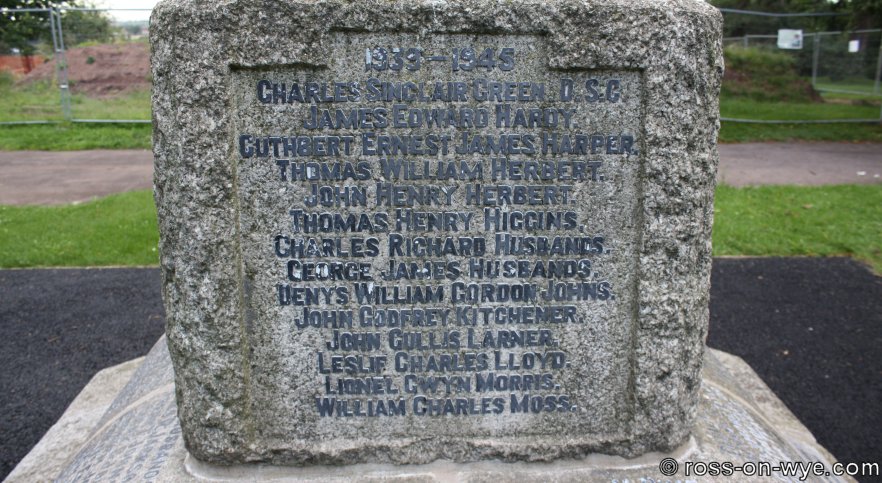 1939-1945
CHARLES SINCLAIR GREEN. D.S.C.
JAMES EDWARD HARDY.
CUTHBERT ERNEST JAMES HARPER.
THOMAS WILLIAM HERBERT.
JOHN HENRY HERBERT.
THOMAS HENRY HIGGINS.
CHARLES RICHARD HUSBANDS.
GEORGE JAMES HUSBANDS.
DENYS WILLIAM GORDON JOHNS.
JOHN GODFREY KITCHENER.
JOHN GULLIS LARNER.
LESLIE CHARLES LLOYD.
LIONEL GWYN MORRIS.
WILLIAM CHARLES MOSS.
© ross-on-wye.com